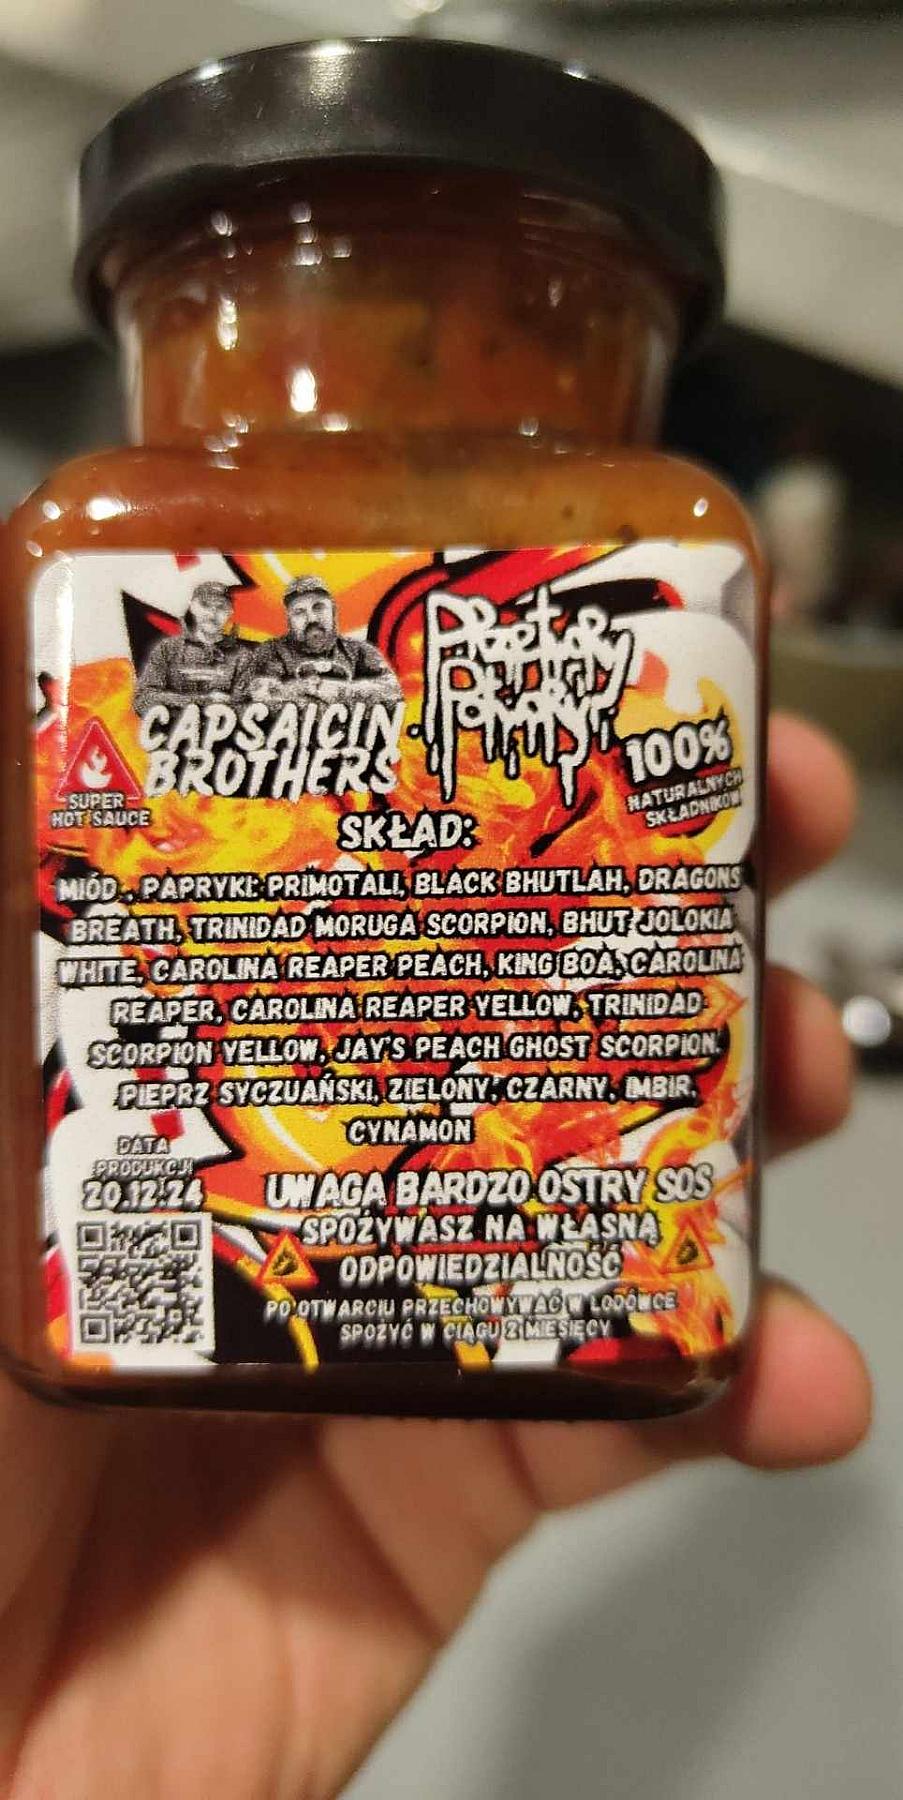 CAPSAICIN
BROTHERS
Przetwory
Potwory
SUPER
HOT SAUCE
100%
NATURALNYCH
SKŁADNIKÓW
SKŁAD:
MIÓD, PAPRYKI: PRIMOTALI, BLACK BHUTLAH, DRAGONS
BREATH, TRINIDAD MORUGA SCORPION, BHUT JOLOKIA
WHITE, CAROLINA REAPER PEACH, KING BOA, CAROLINA
REAPER, CAROLINA REAPER YELLOW, TRINIDAD
SCORPION YELLOW, JAY'S PEACH GHOST SCORPION.
PIEPRZ SYCZUAŃSKI, ZIELONY, CZARNY, IMBIR,
CYNAMON
DATA
PRODUKCJI
20.12.24
UWAGA BARDZO OSTRY SOS
SPOŻYWASZ NA WŁASNĄ
ODPOWIEDZIALNOŚĆ
PO OTWARCIU PRZECHOWYWAĆ W LODÓWCE
SPOŻYĆ W CIĄGU 2 MIESIĘCY